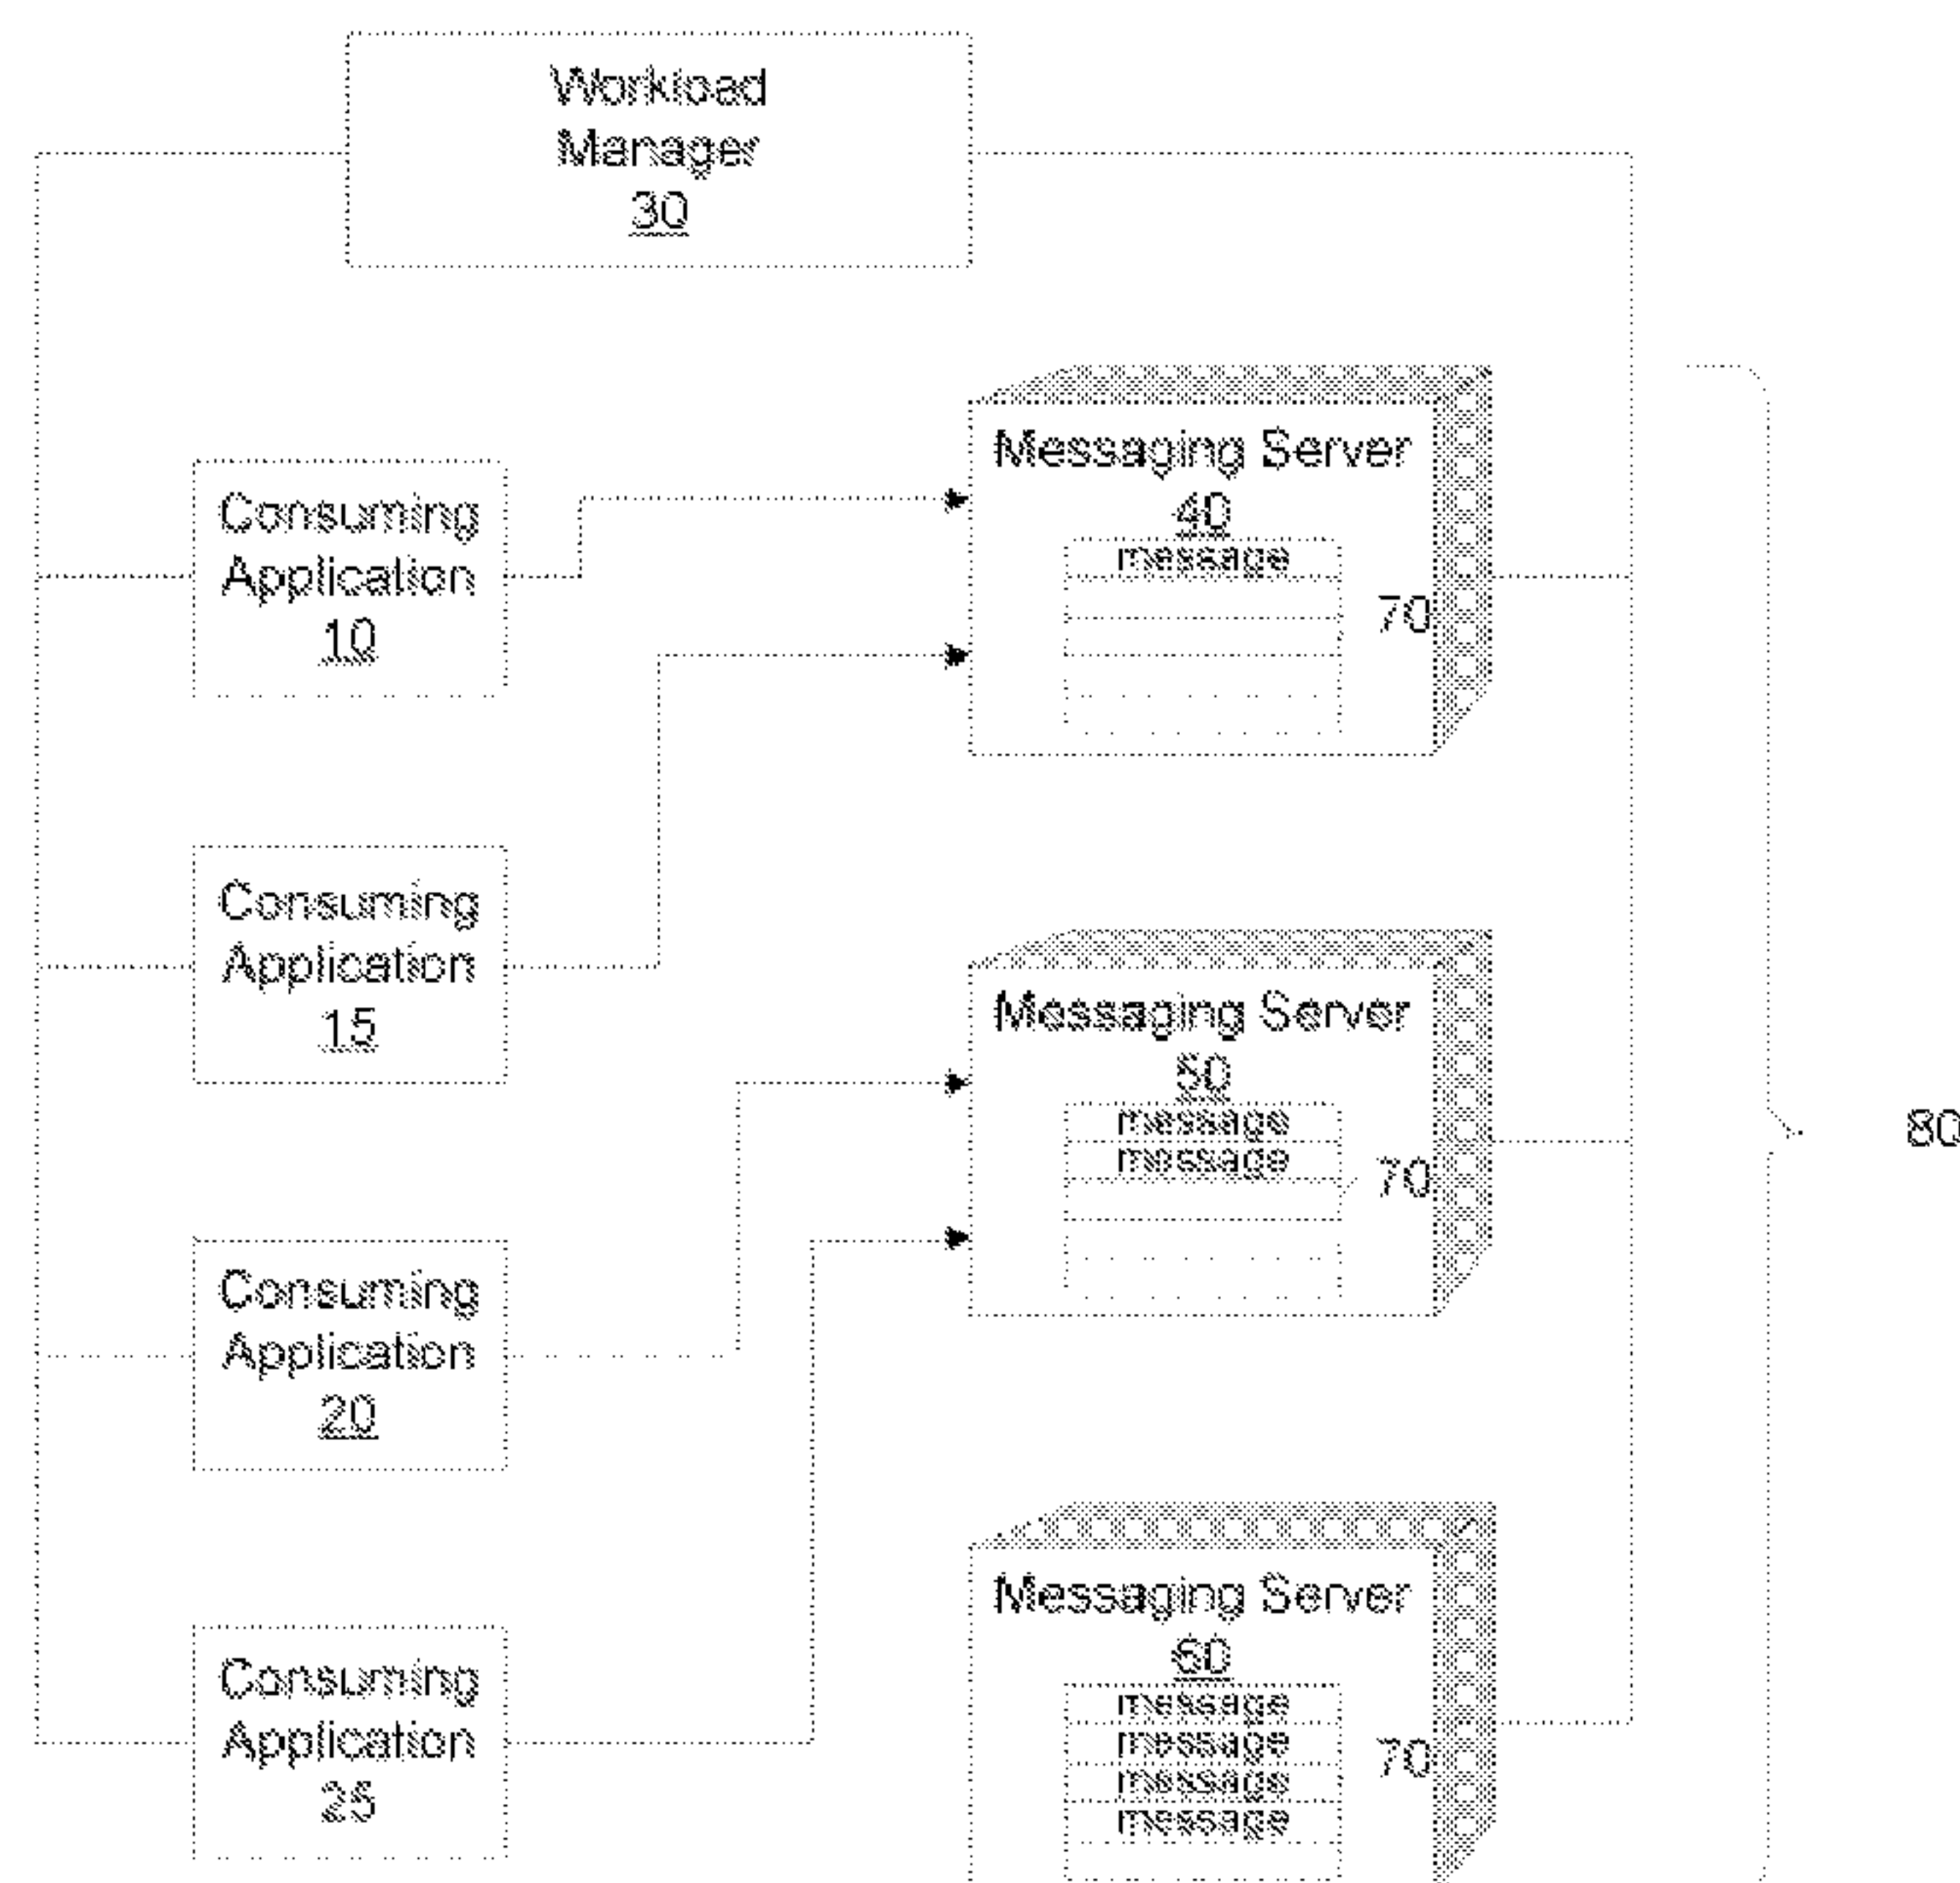 Workload
Manager
30
Consuming
Application
10
Messaging Server
40
message
70
Consuming
Application
15
Messaging Server
50
message
message
70
80
Consuming
Application
20
Messaging Server
60
message
message
message
message
70
Consuming
Application
25